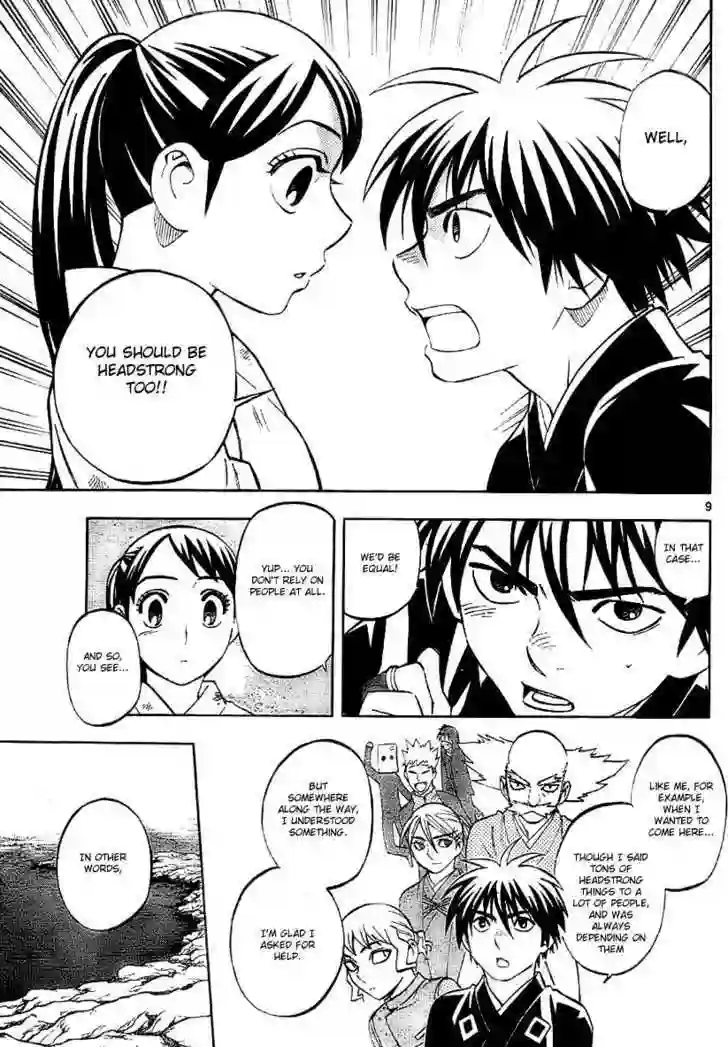 WELL,
YOU SHOULD BE
HEADSTRONG
TOO!!
9
IN THAT
CASE...
WE'D BE
EQUAL!
YUP... YOU
DON'T RELY ON
PEOPLE AT ALL.
AND SO,
YOU SEE...
LIKE ME, FOR
EXAMPLE,
WHEN I
WANTED TO
COME HERE...
THOUGH I SAID
TONS OF
HEADSTRONG
THINGS TO A
LOT OF PEOPLE,
AND WAS
ALWAYS
DEPENDING ON
THEM
BUT
SOMEWHERE
ALONG THE WAY,
I UNDERSTOOD
SOMETHING.
I'M GLAD I
ASKED FOR
HELP.
IN OTHER
WORDS,